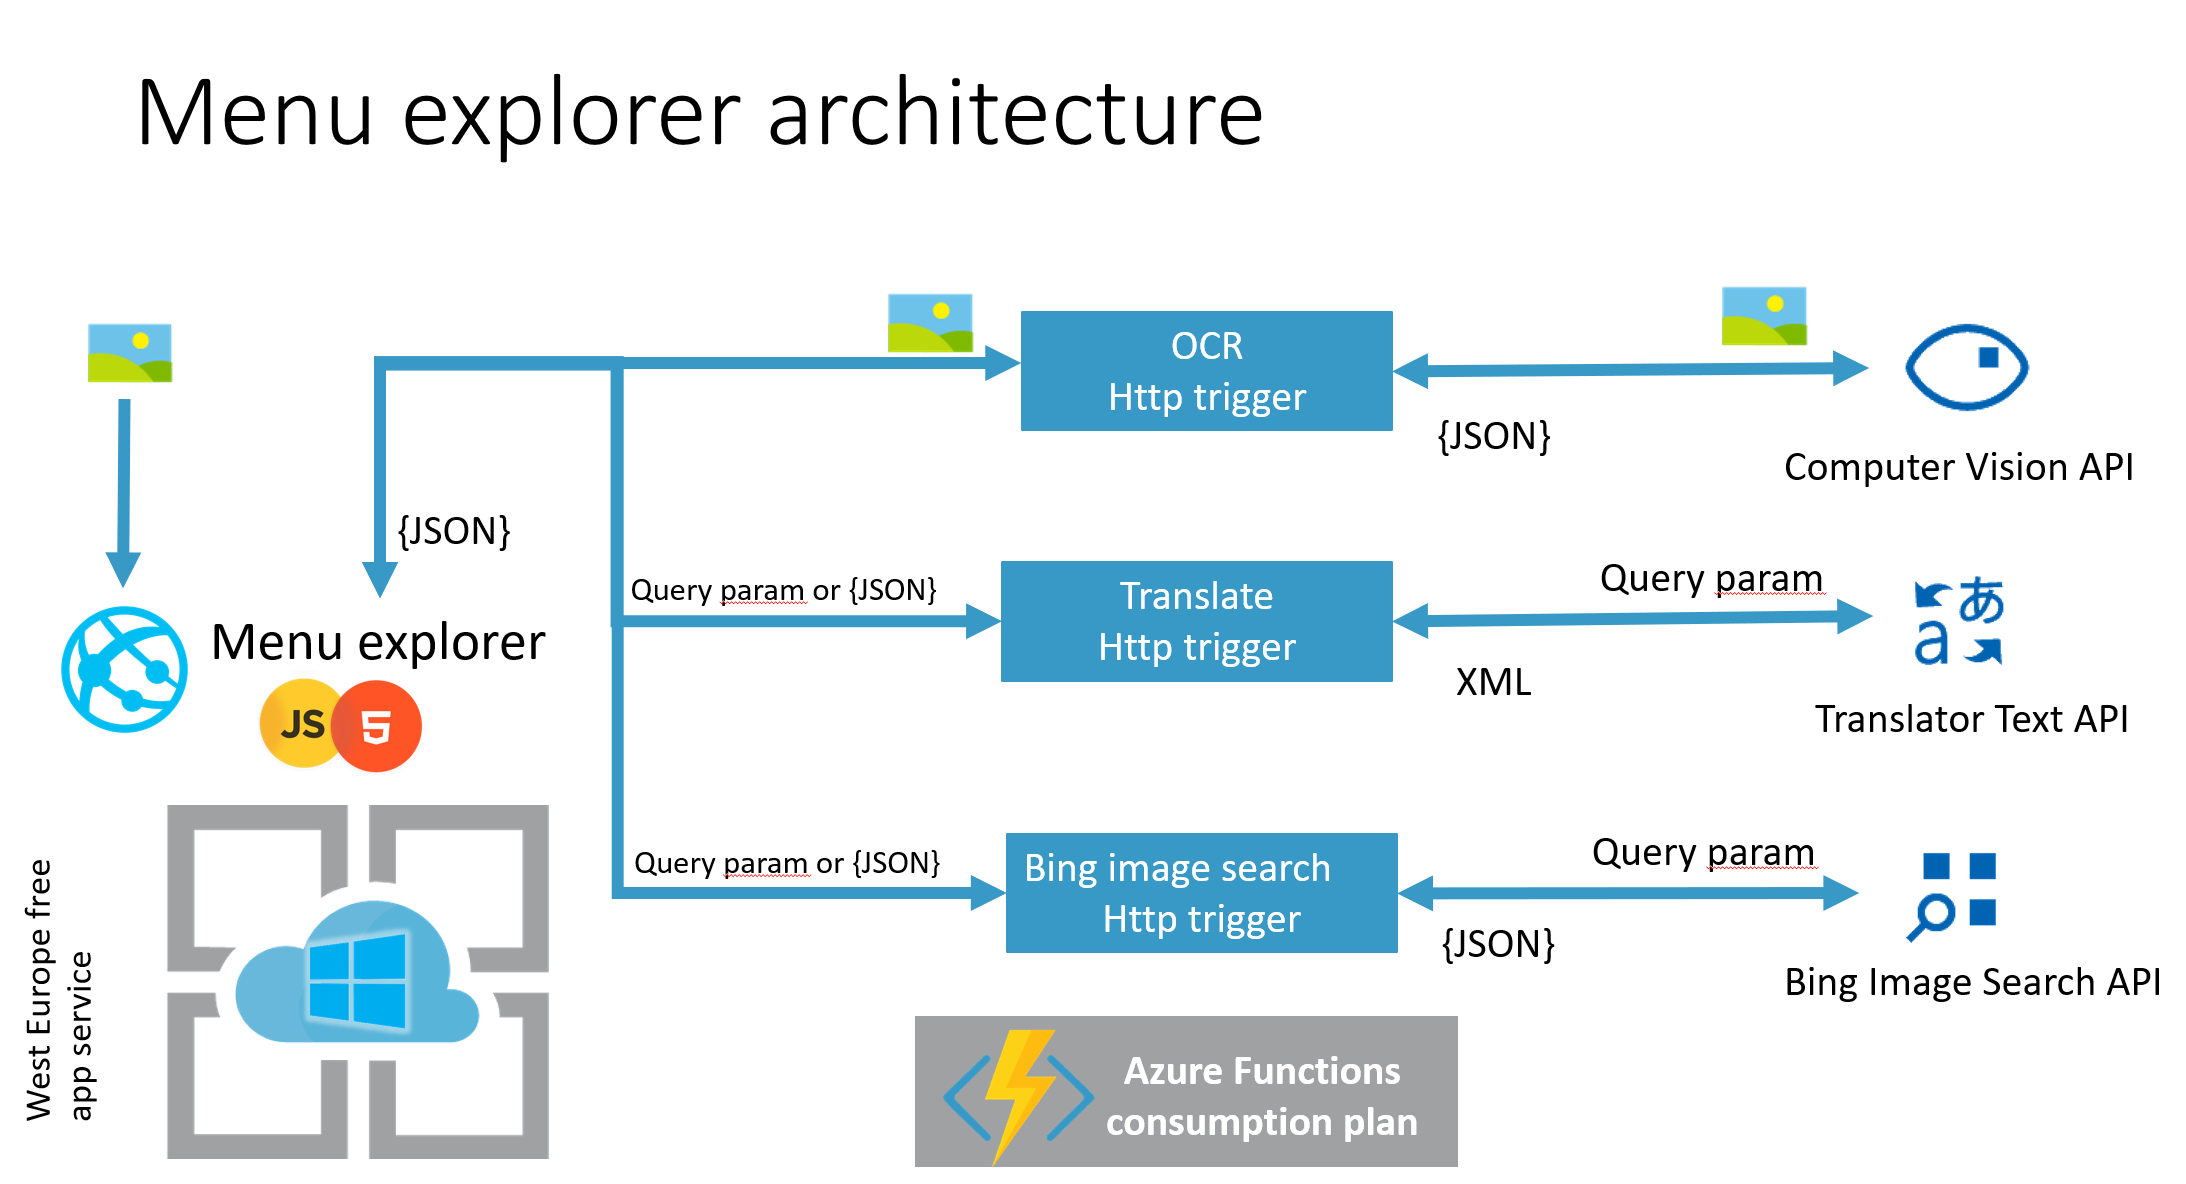 Menu explorer architecture
OCR
Http trigger
{JSON}
Computer Vision API
{JSON}
Query param or {JSON}
Translate
Http trigger
Query param
XML
あ
a
Translator Text API
Menu explorer
JS
5
Query param or {JSON}
Bing image search
Http trigger
Query param
{JSON}
Bing Image Search API
West Europe free
app service
Azure Functions
consumption plan